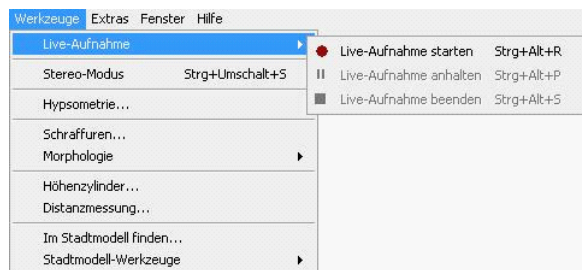 Werkzeuge Extras Fenster Hilfe
Live-Aufnahme
Live-Aufnahme starten Strg+Alt+R
Live-Aufnahme anhalten Strg+Alt+P
Live-Aufnahme beenden Strg+Alt+S
Stereo-Modus Strg+Umschalt+S
Hypsometrie...
Schraffuren...
Morphologie
Höhenzylinder...
Distanzmessung...
Im Stadtmodell finden...
Stadtmodell-Werkzeuge